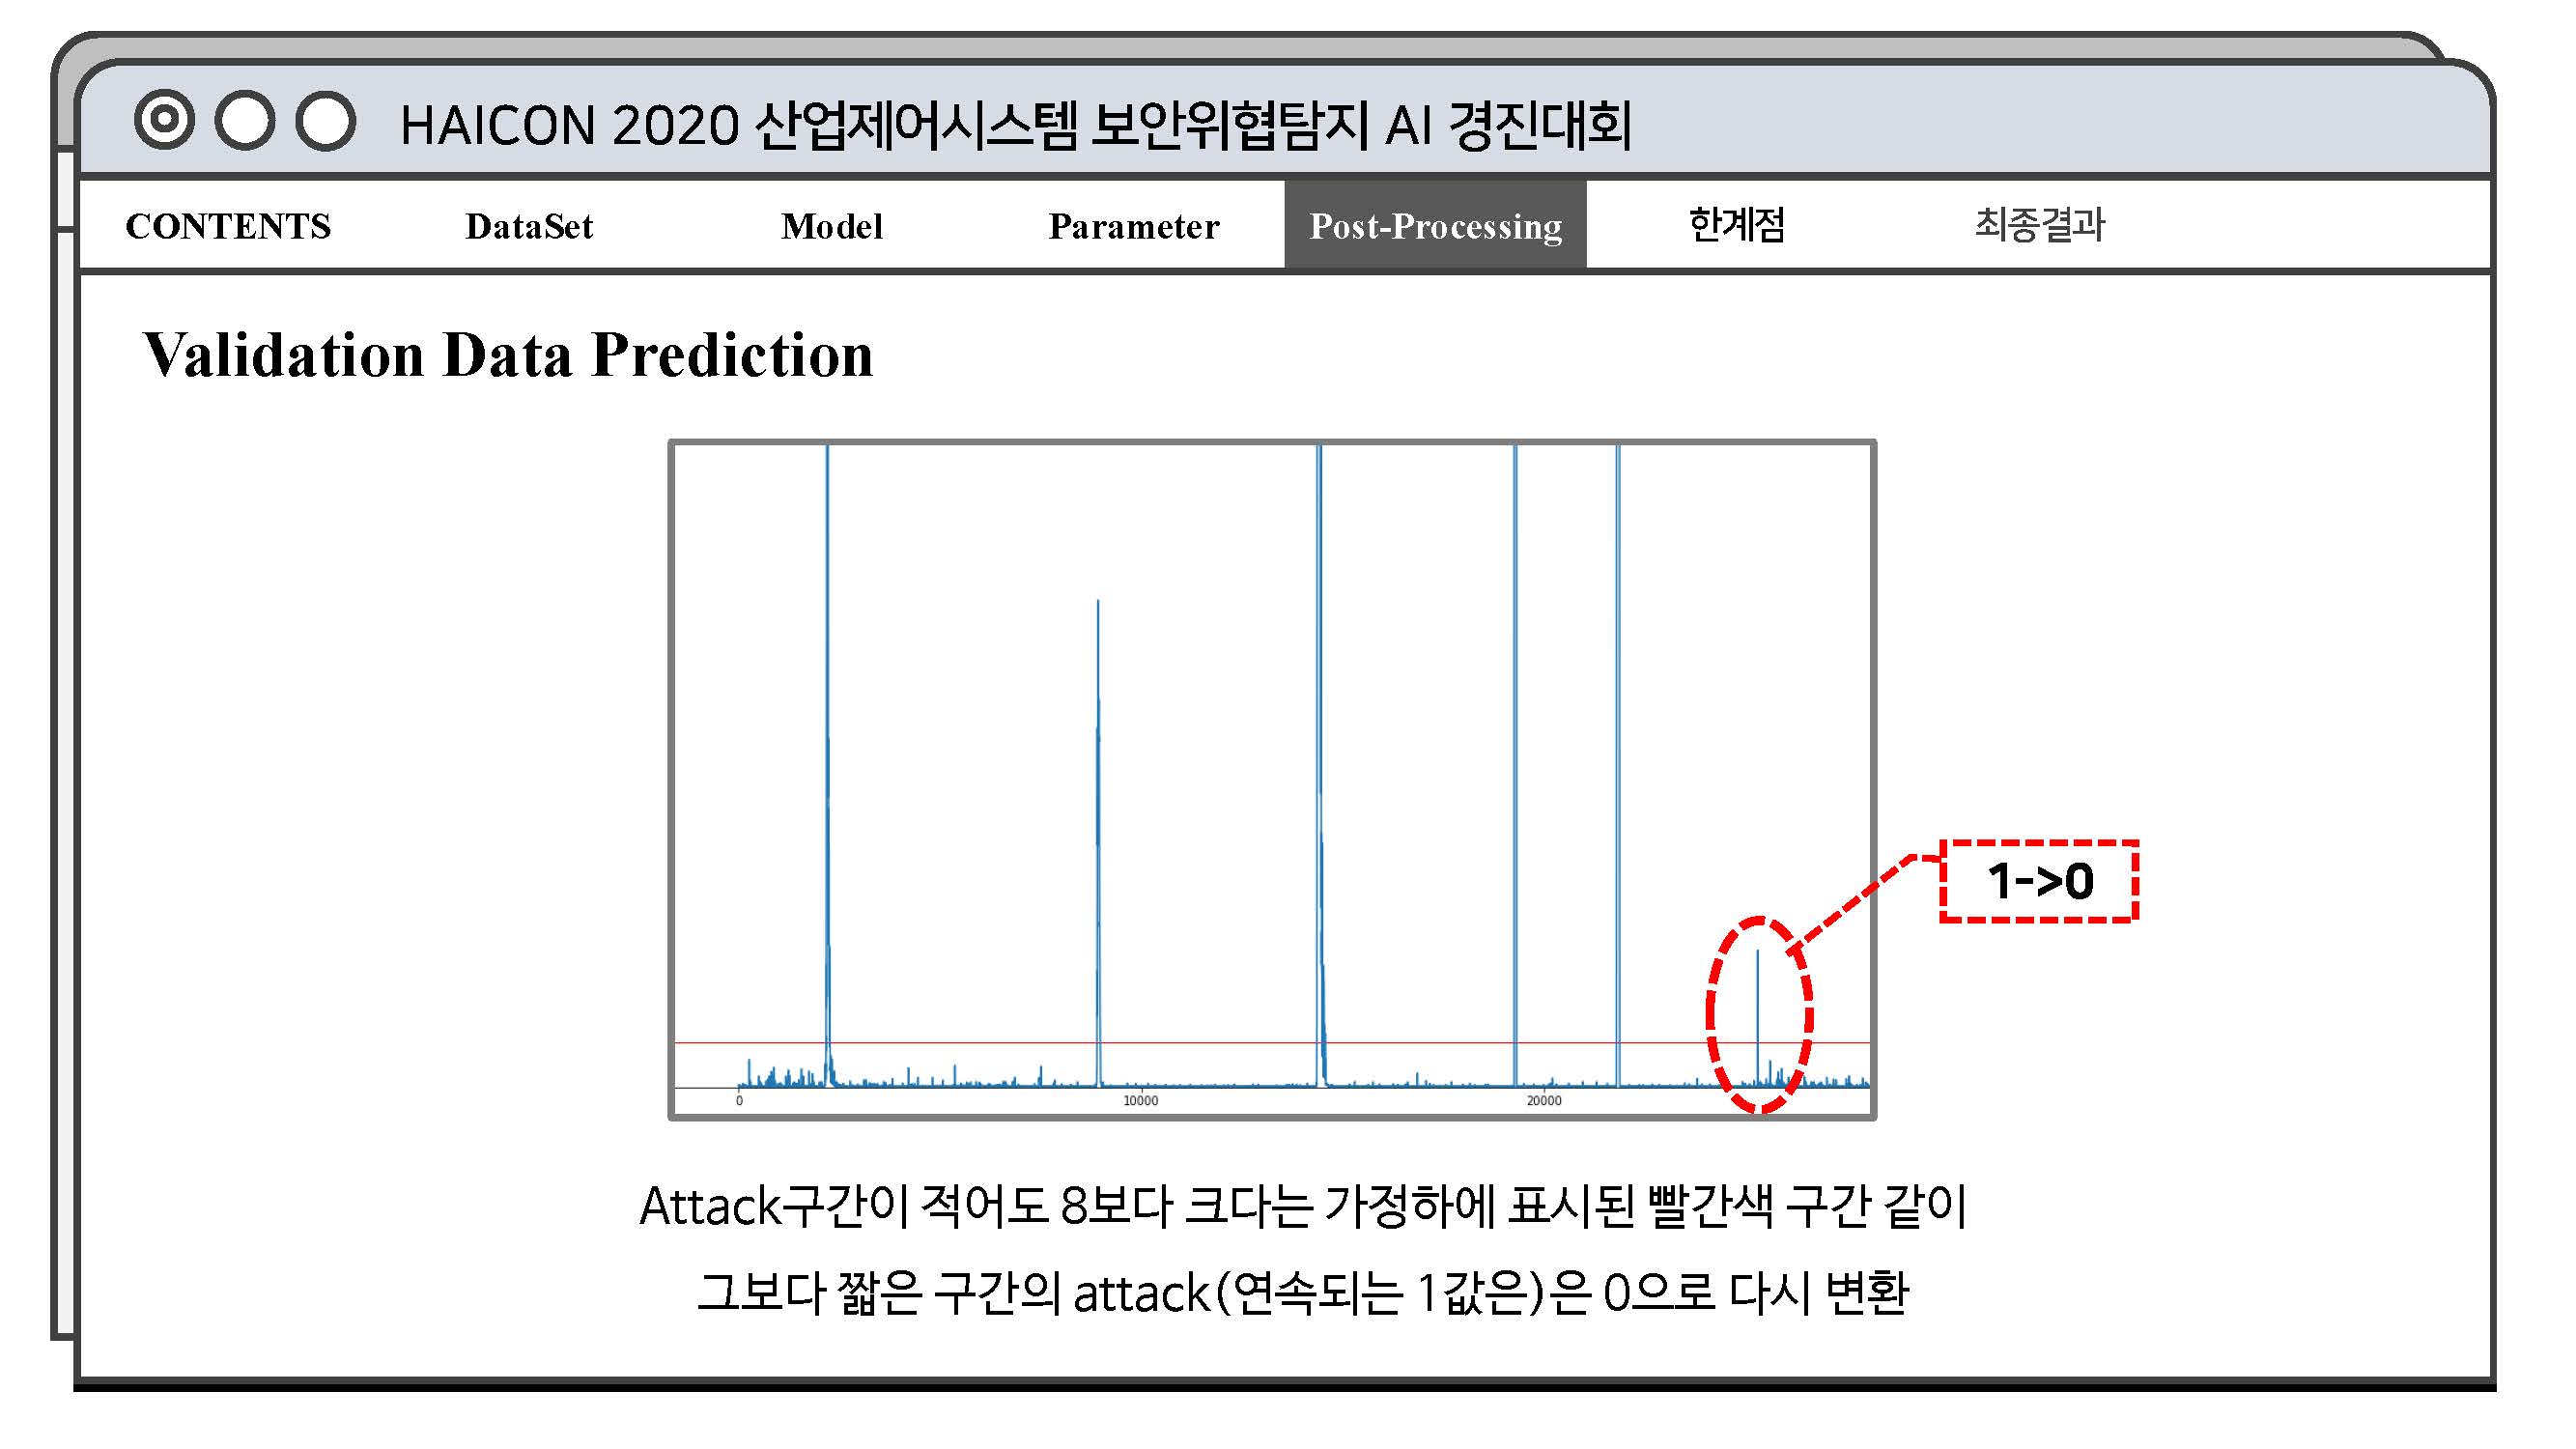 HAICON 2020 산업제어시스템 보안위협탐지 AI 경진대회
CONTENTS DataSet Model Parameter Post-Processing 한계점 최종결과
Validation Data Prediction
1->0
0 10000 20000
Attack구간이 적어도 8보다 크다는 가정하에 표시된 빨간색 구간 같이
그보다 짧은 구간의 attack(연속되는 1값은)은 0으로 다시 변환